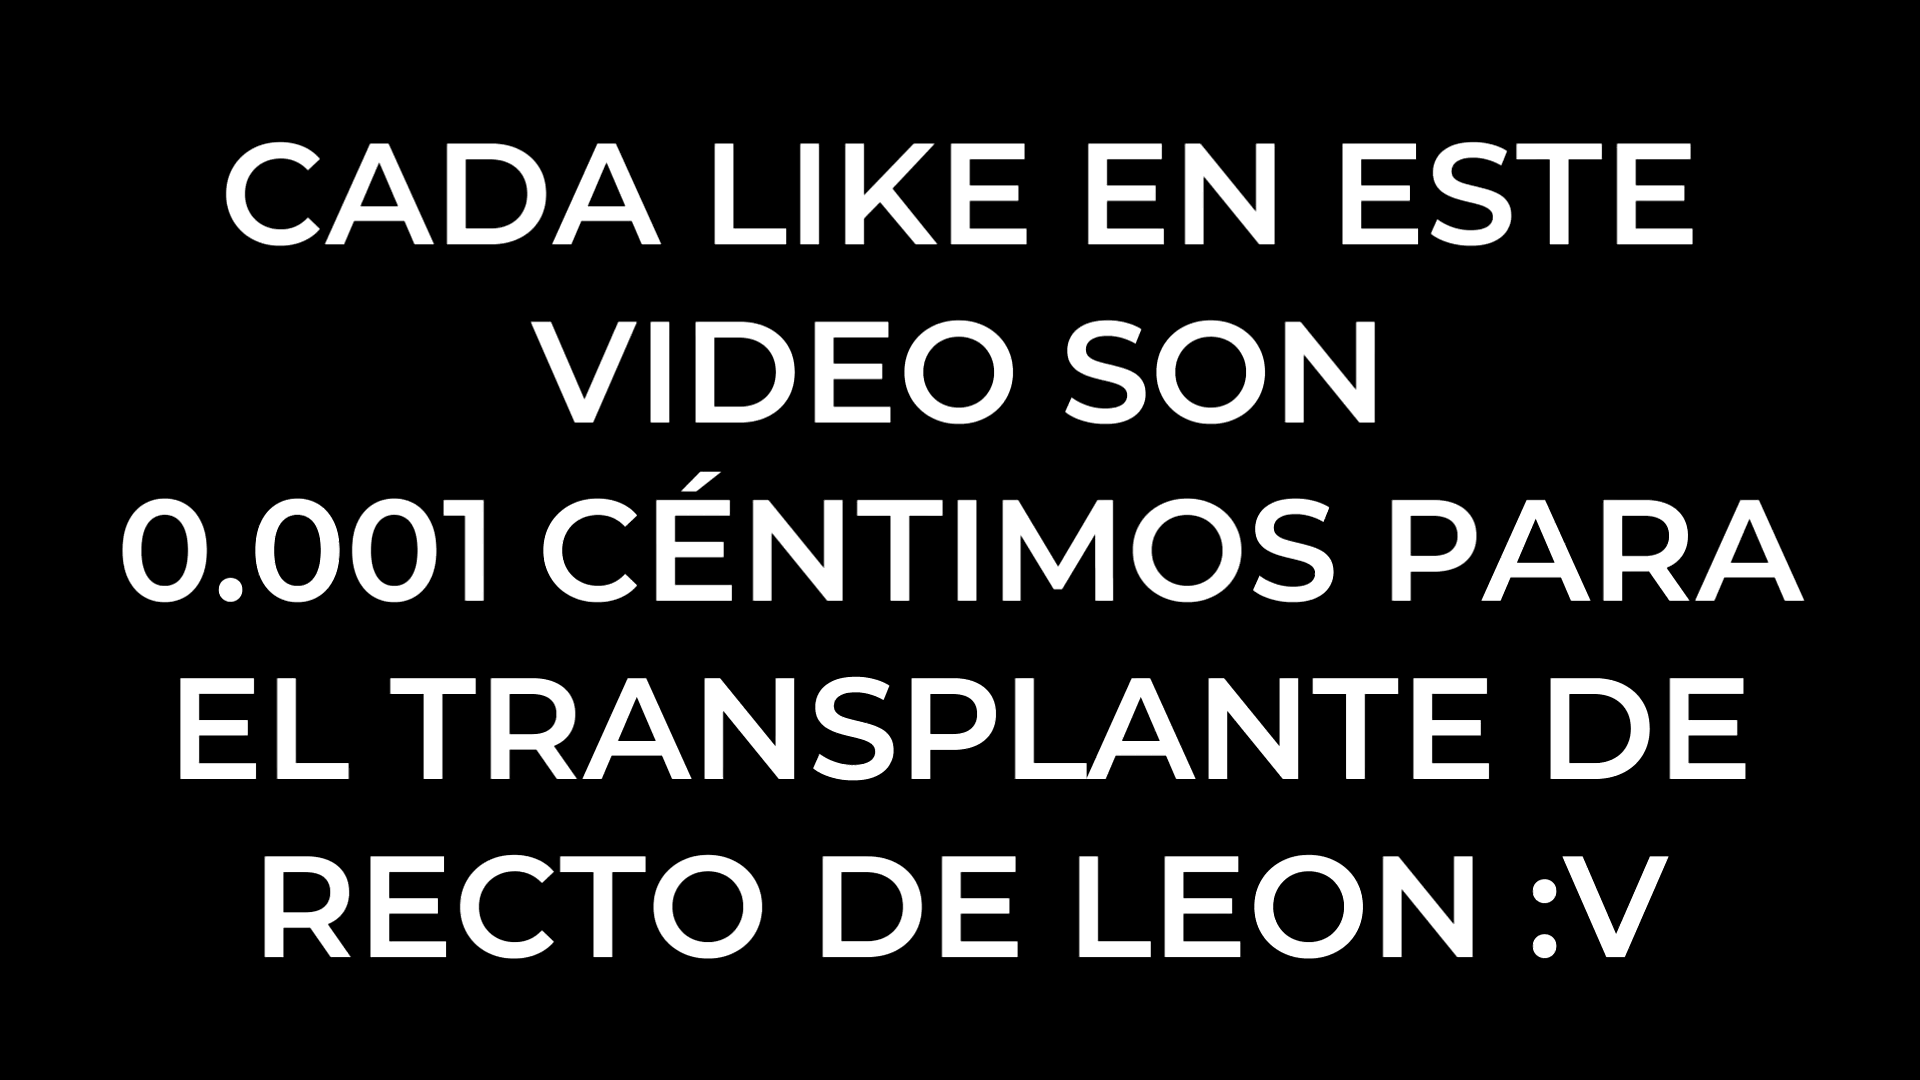 CADA LIKE EN ESTE
VIDEO SON
0.001 CÉNTIMOS PARA
EL TRANSPLANTE DE
RECTO DE LEON :V